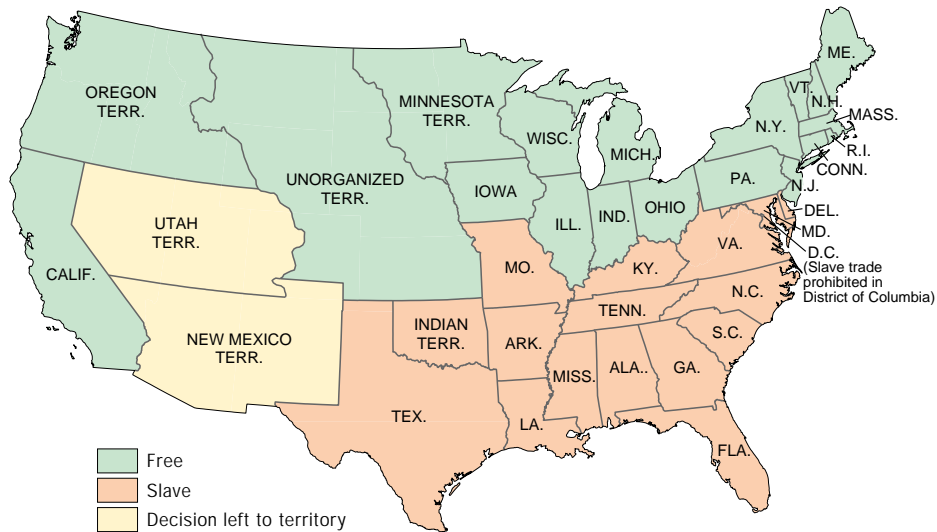 ME.
VT.
N.H.
OREGON
TERR.
MINNESOTA
TERR.
MASS.
N.Y.
WISC.
R.I.
MICH.
CONN.
PA.
UNORGANIZED
TERR.
IOWA
N.J.
OHIO
IND.
ILL.
DEL.
UTAH
TERR.
MD.
VA.
D.C.
(Slave trade
prohibited in
District of Columbia)
CALIF.
MO.
KY.
N.C.
TENN.
NEW MEXICO
TERR.
INDIAN
TERR.
S.C.
ARK.
MISS.
ALA..
GA.
TEX.
LA.
FLA.
Free
Slave
Decision left to territory